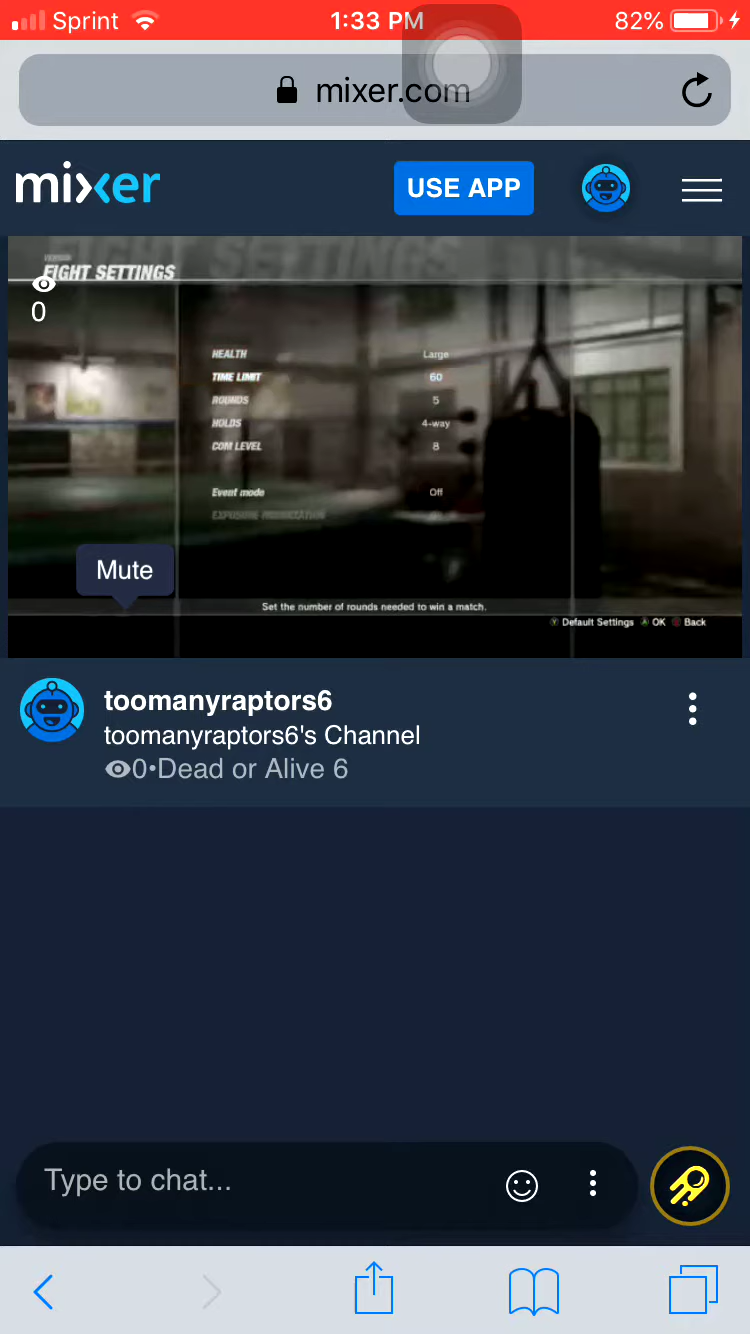 Sprint 1:33 PM 82%
mixer.com
mixer USE APP
VERSUS
FIGHT SETTINGS
0
HEALTH Large
TIME LIMIT 60
ROUNDS 5
HOLDS 4-way
COM LEVEL 8
Event mode Off
Mute
Set the number of rounds needed to win a match.
Y Default Settings A OK B Back
toomanyraptors6
toomanyraptors6's Channel
0•Dead or Alive 6
Type to chat...